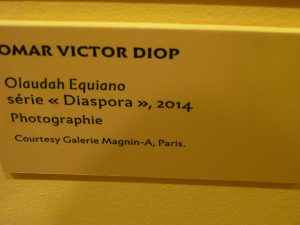 OMAR VICTOR DIOP
Olaudah Equiano
série « Diaspora », 2014
Photographie
Courtesy Galerie Magnin-A, Paris.